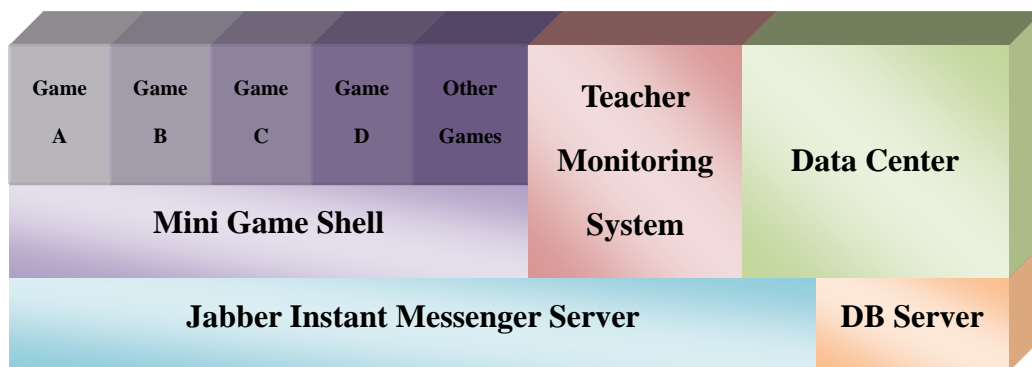 Game
A
Game
B
Game
C
Game
D
Other
Games
Teacher
Monitoring
System
Data Center
Mini Game Shell
Jabber Instant Messenger Server
DB Server